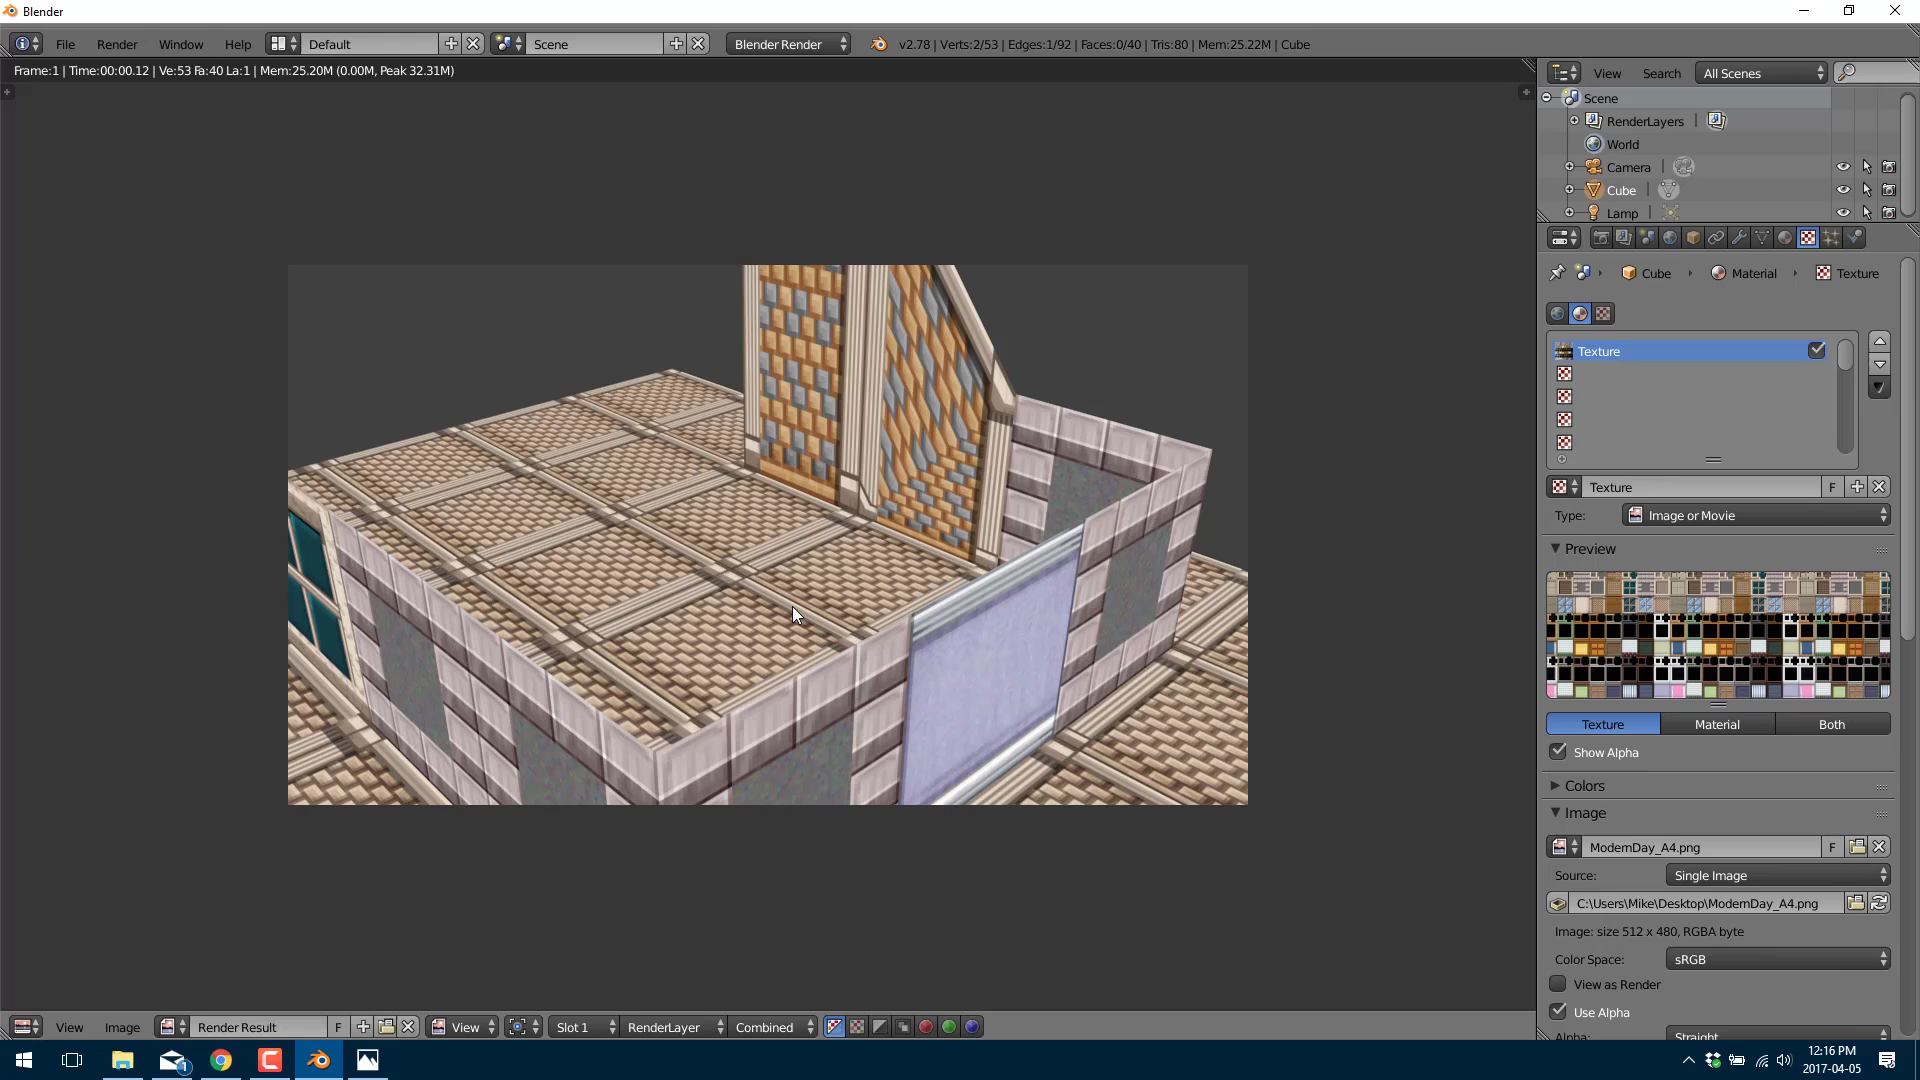 Blender
File Render Window Help Default Scene Blender Render v2.78 | Verts:2/53 | Edges:1/92 | Faces:0/40 | Tris:80 | Mem:25.22M | Cube
Frame:1 | Time:00:00.12 | Ve:53 Fa:40 La:1 | Mem:25.20M (0.00M, Peak 32.31M)
View Search All Scenes
Scene
RenderLayers |
World
Camera |
Cube |
Lamp |
Cube Material Texture
Texture
Texture F
Type: Image or Movie
Preview
Texture Material Both
Show Alpha
Colors
Image
ModernDay_A4.png F
Source: Single Image
C:\Users\Mike\Desktop\ModernDay_A4.png
Image: size 512 x 480, RGBA byte
Color Space: sRGB
View as Render
Use Alpha
Alpha: Straight
View Image Render Result F View Slot 1 RenderLayer Combined
1
12:16 PM
2017-04-05